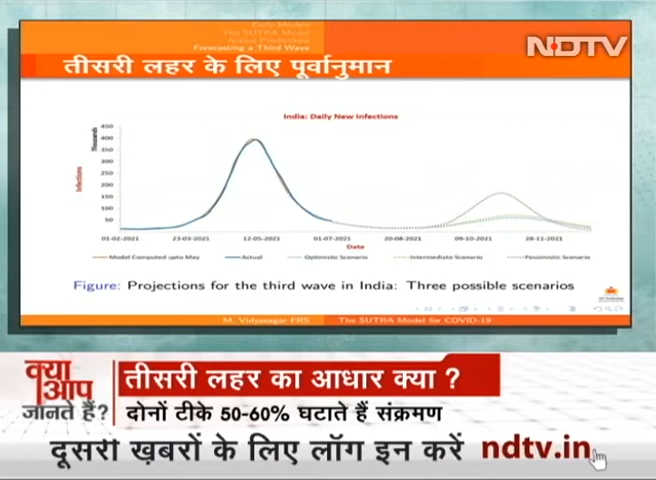 Early Models
The SUTRA Model
Actual Predictions
Forecasting a Third Wave
NDTV
तीसरी लहर के लिए पूर्वानुमान
India: Daily New Infections
Thousands
Infections
450
400
350
300
250
200
150
100
50
01-02-2021 23-03-2021 12-05-2021 01-07-2021 20-08-2021 09-10-2021 28-11-2021
Date
Model Computed upto May Actual Optimistic Scenario Intermediate Scenario Pessimistic Scenario
Figure: Projections for the third wave in India: Three possible scenarios
M. Vidyasagar FRS The SUTRA Model for COVID-19
क्या आप जानते हैं?
तीसरी लहर का आधार क्या ?
दोनों टीके 50-60% घटाते हैं संक्रमण
दूसरी ख़बरों के लिए लॉग इन करें ndtv.in